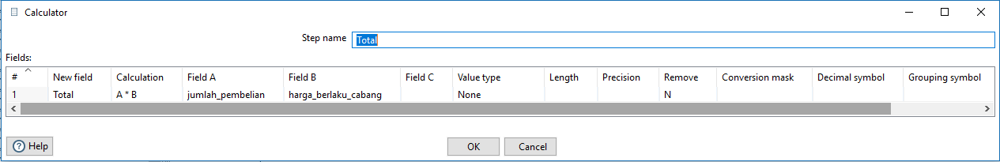 Calculator
Step name Total
Fields:
# New field Calculation Field A Field B Field C Value type Length Precision Remove Conversion mask Decimal symbol Grouping symbol
1 Total A * B jumlah_pembelian harga_berlaku_cabang None N
? Help OK Cancel